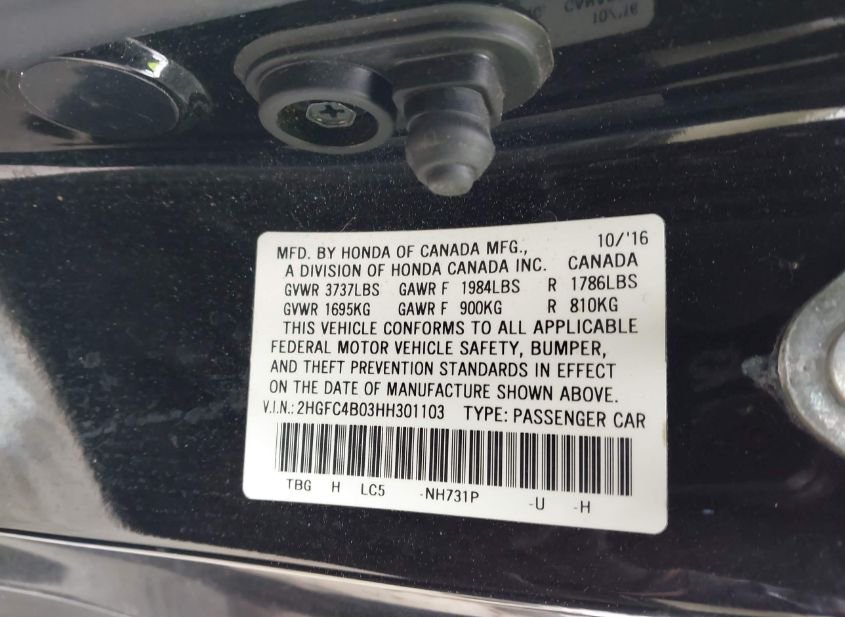 MFD. BY HONDA OF CANADA MFG., 10/'16
A DIVISION OF HONDA CANADA INC. CANADA
GVWR 3737LBS GAWR F 1984LBS R 1786LBS
GVWR 1695KG GAWR F 900KG R 810KG
THIS VEHICLE CONFORMS TO ALL APPLICABLE
FEDERAL MOTOR VEHICLE SAFETY, BUMPER,
AND THEFT PREVENTION STANDARDS IN EFFECT
ON THE DATE OF MANUFACTURE SHOWN ABOVE.
V.I.N.: 2HGFC4B03HH301103 TYPE: PASSENGER CAR
TBG H LC5 -NH731P -U -H